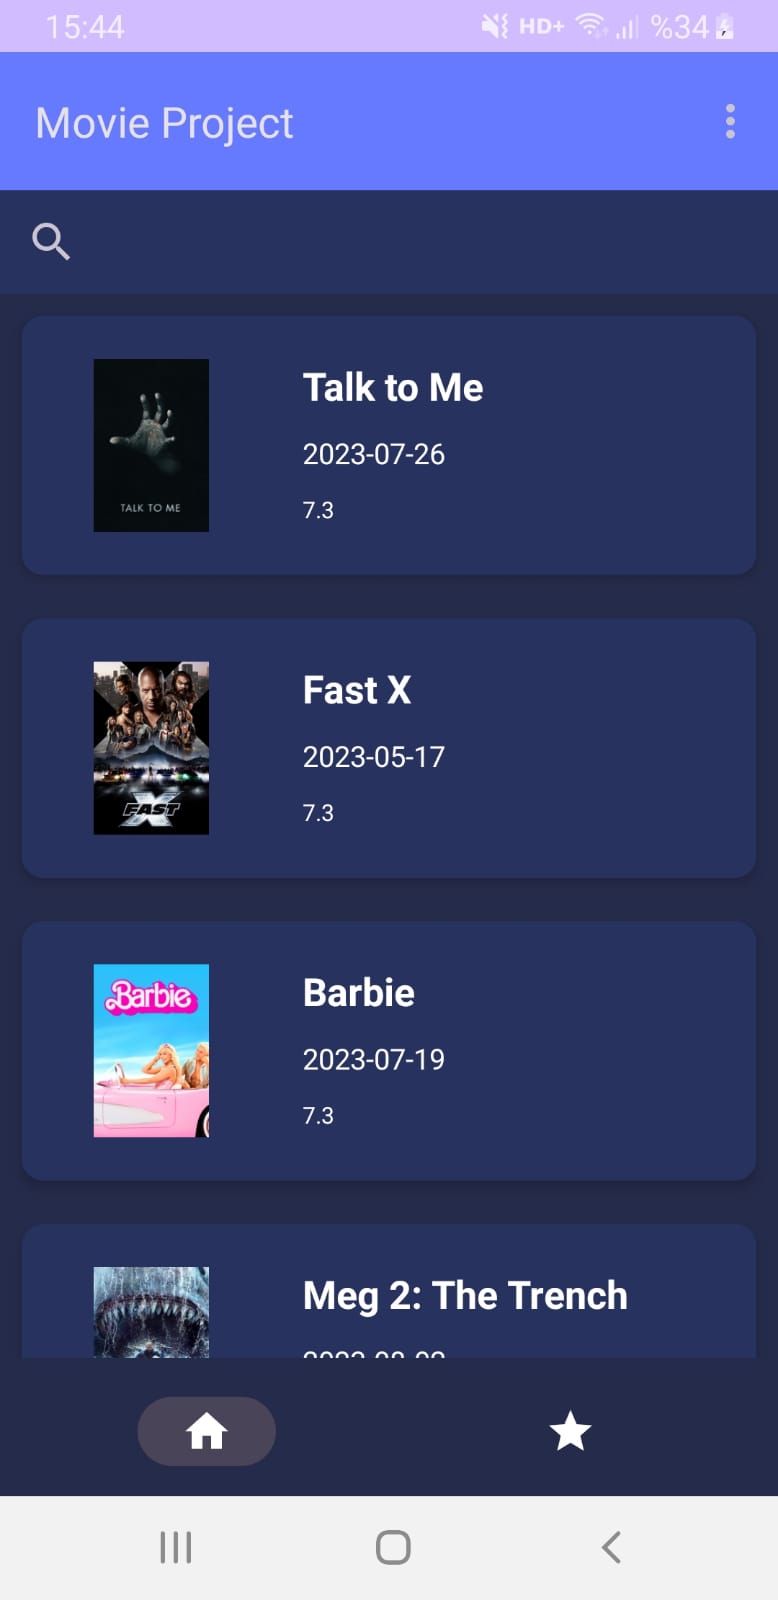 15:44 HD+ %34
Movie Project
Talk to Me
2023-07-26
7.3
TALK TO ME
Fast X
2023-05-17
7.3
FAST X
Barbie
2023-07-19
7.3
Barbie
Meg 2: The Trench